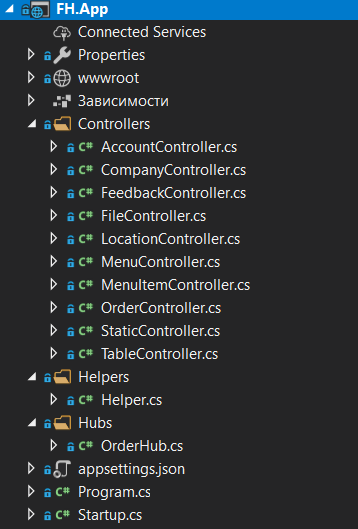 FH.App
Connected Services
Properties
wwwroot
Зависимости
Controllers
C# AccountController.cs
C# CompanyController.cs
C# FeedbackController.cs
C# FileController.cs
C# LocationController.cs
C# MenuController.cs
C# MenuItemController.cs
C# OrderController.cs
C# StaticController.cs
C# TableController.cs
Helpers
C# Helper.cs
Hubs
C# OrderHub.cs
appsettings.json
C# Program.cs
C# Startup.cs